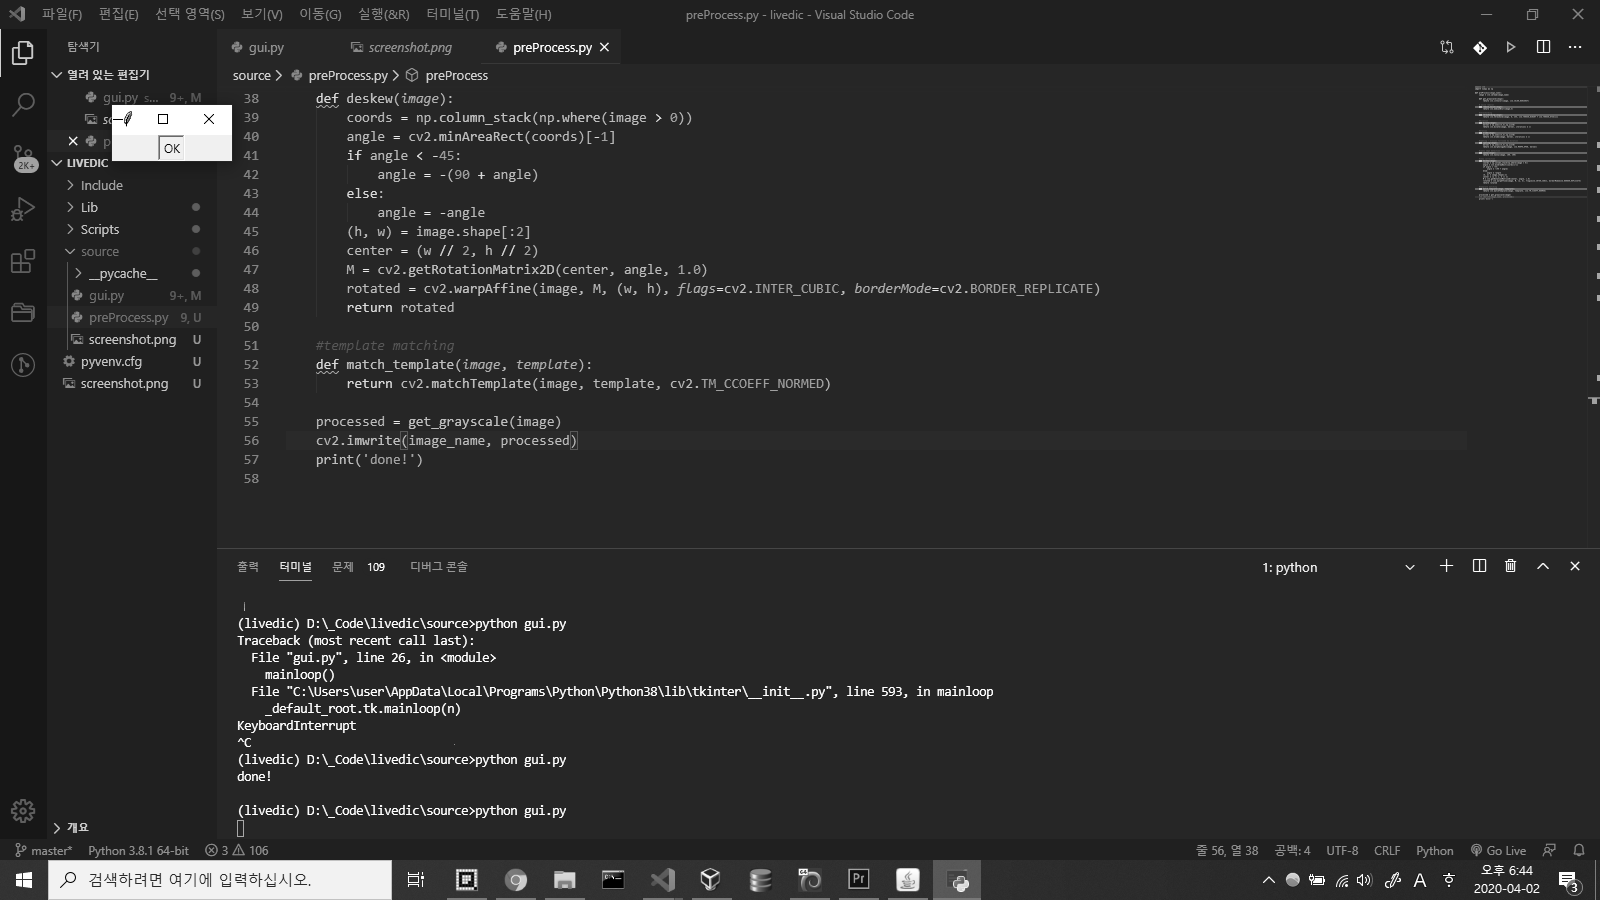 파일(F) 편집(E) 선택 영역(S) 보기(V) 이동(G) 실행(&R) 터미널(T) 도움말(H)
preProcess.py - livedic - Visual Studio Code
탐색기
열려 있는 편집기
gui.py s... 9+, M
OK
LIVEDIC
Include
Lib
Scripts
source
__pycache__
gui.py 9+, M
preProcess.py 9, U
screenshot.png U
pyvenv.cfg U
screenshot.png U
개요
2K+
gui.py screenshot.png preProcess.py
source > preProcess.py > preProcess
38 def deskew(image):
39 coords = np.column_stack(np.where(image > 0))
40 angle = cv2.minAreaRect(coords)[-1]
41 if angle < -45:
42 angle = -(90 + angle)
43 else:
44 angle = -angle
45 (h, w) = image.shape[:2]
46 center = (w // 2, h // 2)
47 M = cv2.getRotationMatrix2D(center, angle, 1.0)
48 rotated = cv2.warpAffine(image, M, (w, h), flags=cv2.INTER_CUBIC, borderMode=cv2.BORDER_REPLICATE)
49 return rotated
50
51 #template matching
52 def match_template(image, template):
53 return cv2.matchTemplate(image, template, cv2.TM_CCOEFF_NORMED)
54
55 processed = get_grayscale(image)
56 cv2.imwrite(image_name, processed)
57 print('done!')
58
출력 터미널 문제 109 디버그 콘솔
1: python
(livedic) D:\_Code\livedic\source>python gui.py
Traceback (most recent call last):
File "gui.py", line 26, in <module>
mainloop()
File "C:\Users\user\AppData\Local\Programs\Python\Python38\lib\tkinter\__init__.py", line 593, in mainloop
_default_root.tk.mainloop(n)
KeyboardInterrupt
^C
(livedic) D:\_Code\livedic\source>python gui.py
done!
(livedic) D:\_Code\livedic\source>python gui.py
master* Python 3.8.1 64-bit 3 106
줄 56, 열 38 공백: 4 UTF-8 CRLF Python Go Live
검색하려면 여기에 입력하십시오.
Pr
A
오후 6:44
2020-04-02
3